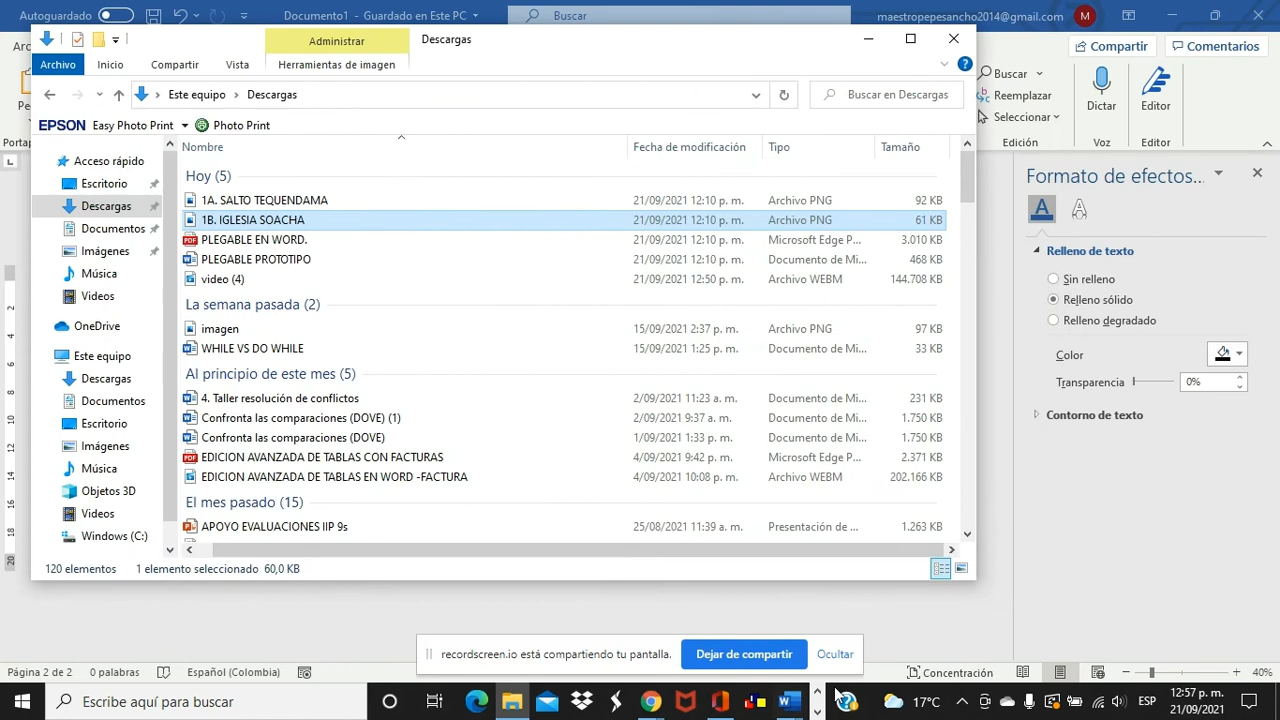 Autoguardado
Documento1 - Guardado en Este PC
Buscar
maestropepesancho2014@gmail.com
M
Administrar
Descargas
Archivo
Inicio
Compartir
Vista
Herramientas de imagen
Compartir
Comentarios
Este equipo
Descargas
Buscar en Descargas
Buscar
Reemplazar
Seleccionar
Dictar
Editor
EPSON
Easy Photo Print
Photo Print
Edición
Voz
Editor
Nombre
Fecha de modificación
Tipo
Tamaño
Acceso rápido
Escritorio
Descargas
Documentos
Imágenes
Música
Videos
OneDrive
Este equipo
Descargas
Documentos
Escritorio
Imágenes
Música
Objetos 3D
Videos
Windows (C:)
Hoy (5)
1A. SALTO TEQUENDAMA 21/09/2021 12:10 p. m. Archivo PNG 92 KB
1B. IGLESIA SOACHA 21/09/2021 12:10 p. m. Archivo PNG 61 KB
PLEGABLE EN WORD. 21/09/2021 12:10 p. m. Microsoft Edge P... 3.010 KB
PLEGABLE PROTOTIPO 21/09/2021 12:10 p. m. Documento de Mi... 468 KB
video (4) 21/09/2021 12:50 p. m. Archivo WEBM 144.708 KB
La semana pasada (2)
imagen 15/09/2021 2:37 p. m. Archivo PNG 97 KB
WHILE VS DO WHILE 15/09/2021 1:25 p. m. Documento de Mi... 33 KB
Al principio de este mes (5)
4. Taller resolución de conflictos 2/09/2021 11:23 a. m. Documento de Mi... 231 KB
Confronta las comparaciones (DOVE) (1) 2/09/2021 9:37 a. m. Documento de Mi... 1.750 KB
Confronta las comparaciones (DOVE) 1/09/2021 1:33 p. m. Documento de Mi... 1.750 KB
EDICION AVANZADA DE TABLAS CON FACTURAS 4/09/2021 9:42 p. m. Microsoft Edge P... 2.371 KB
EDICION AVANZADA DE TABLAS EN WORD -FACTURA 4/09/2021 10:08 p. m. Archivo WEBM 202.166 KB
El mes pasado (15)
APOYO EVALUACIONES IIP 9s 25/08/2021 11:39 a. m. Presentación de ... 1.263 KB
120 elementos
1 elemento seleccionado 60,0 KB
Formato de efectos...
Relleno de texto
Sin relleno
Relleno sólido
Relleno degradado
Color
Transparencia
0%
Contorno de texto
recordscreen.io está compartiendo tu pantalla.
Dejar de compartir
Ocultar
Página 2 de 2
0 palabras
Español (Colombia)
Concentración
40%
Escribe aquí para buscar
17°C
ESP
12:57 p. m.
21/09/2021